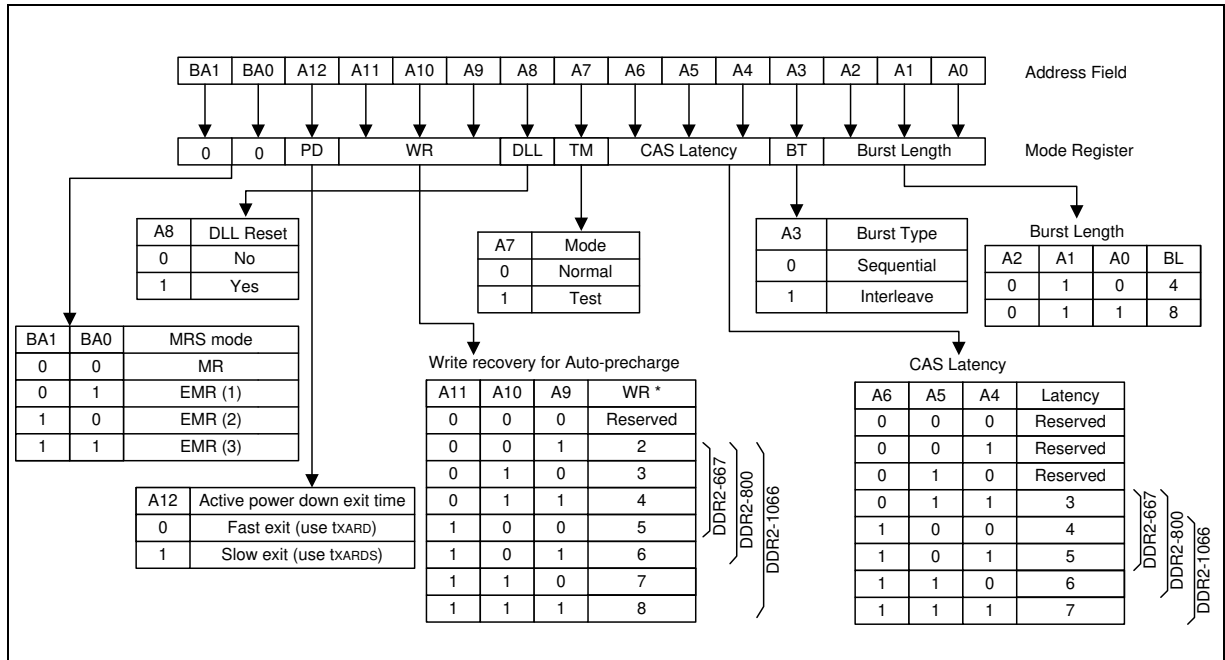 BA1 BA0 A12 A11 A10 A9 A8 A7 A6 A5 A4 A3 A2 A1 A0 Address Field
0 0 PD WR DLL TM CAS Latency BT Burst Length Mode Register
A8 DLL Reset
0 No
1 Yes
A7 Mode
0 Normal
1 Test
A3 Burst Type
0 Sequential
1 Interleave
Burst Length
A2 A1 A0 BL
0 1 0 4
0 1 1 8
BA1 BA0 MRS mode
0 0 MR
0 1 EMR (1)
1 0 EMR (2)
1 1 EMR (3)
A12 Active power down exit time
0 Fast exit (use tXARD)
1 Slow exit (use tXARDS)
Write recovery for Auto-precharge
A11 A10 A9 WR *
0 0 0 Reserved
0 0 1 2
0 1 0 3
0 1 1 4
1 0 0 5
1 0 1 6
1 1 0 7
1 1 1 8
DDR2-667
DDR2-800
DDR2-1066
CAS Latency
A6 A5 A4 Latency
0 0 0 Reserved
0 0 1 Reserved
0 1 0 Reserved
0 1 1 3
1 0 0 4
1 0 1 5
1 1 0 6
1 1 1 7
DDR2-667
DDR2-800
DDR2-1066